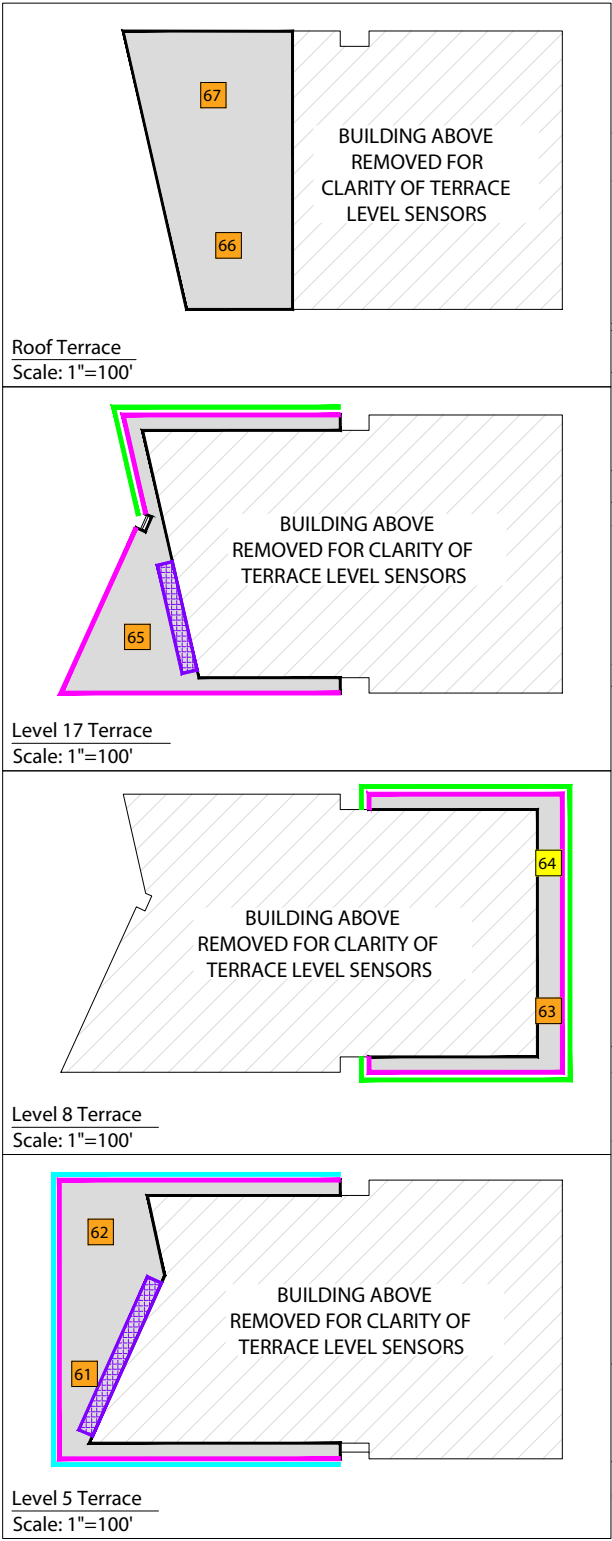 67
BUILDING ABOVE
REMOVED FOR
CLARITY OF TERRACE
LEVEL SENSORS
66
Roof Terrace
Scale: 1"=100'
BUILDING ABOVE
REMOVED FOR CLARITY OF
TERRACE LEVEL SENSORS
65
Level 17 Terrace
Scale: 1"=100'
64
BUILDING ABOVE
REMOVED FOR CLARITY OF
TERRACE LEVEL SENSORS
63
Level 8 Terrace
Scale: 1"=100'
62
BUILDING ABOVE
REMOVED FOR CLARITY OF
TERRACE LEVEL SENSORS
61
Level 5 Terrace
Scale: 1"=100'